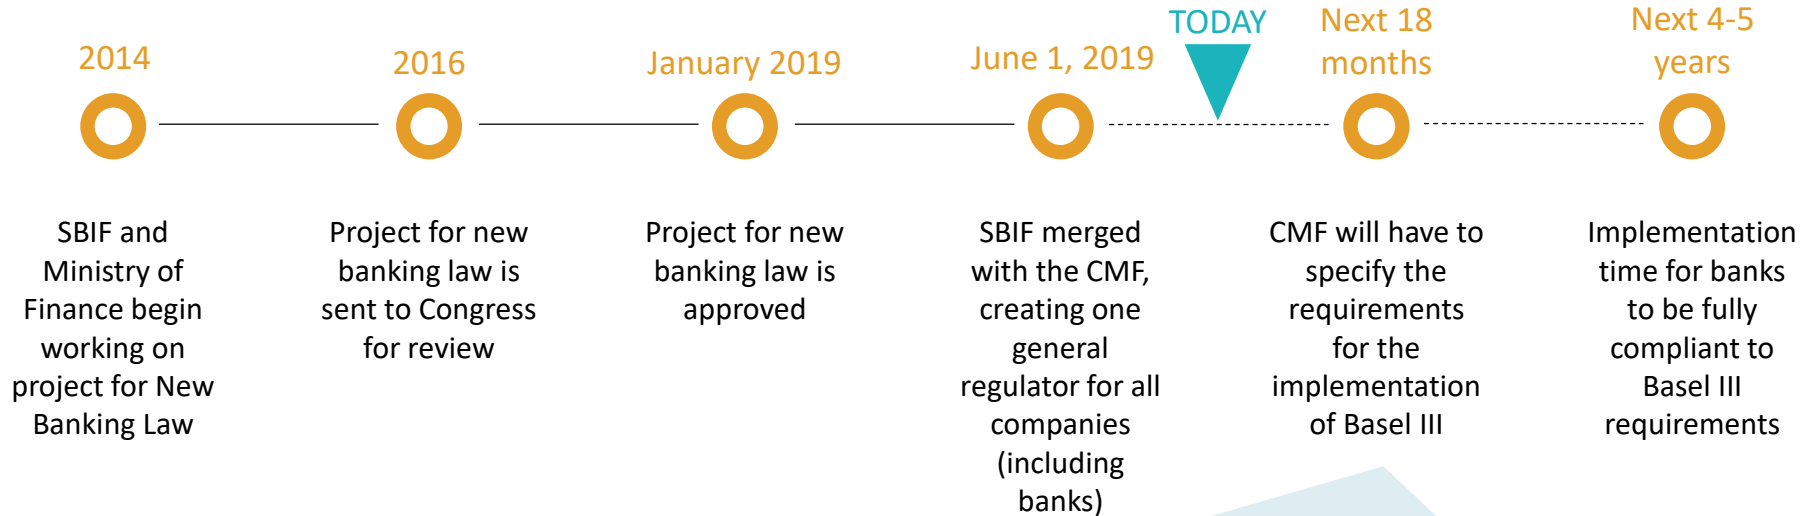 2014
SBIF and
Ministry of
Finance begin
working on
project for New
Banking Law
2016
Project for new
banking law is
sent to Congress
for review
January 2019
Project for new
banking law is
approved
June 1, 2019
SBIF merged
with the CMF,
creating one
general
regulator for all
companies
(including
banks)
TODAY
Next 18
months
CMF will have to
specify the
requirements
for the
implementation
of Basel III
Next 4-5
years
Implementation
time for banks
to be fully
compliant to
Basel III
requirements